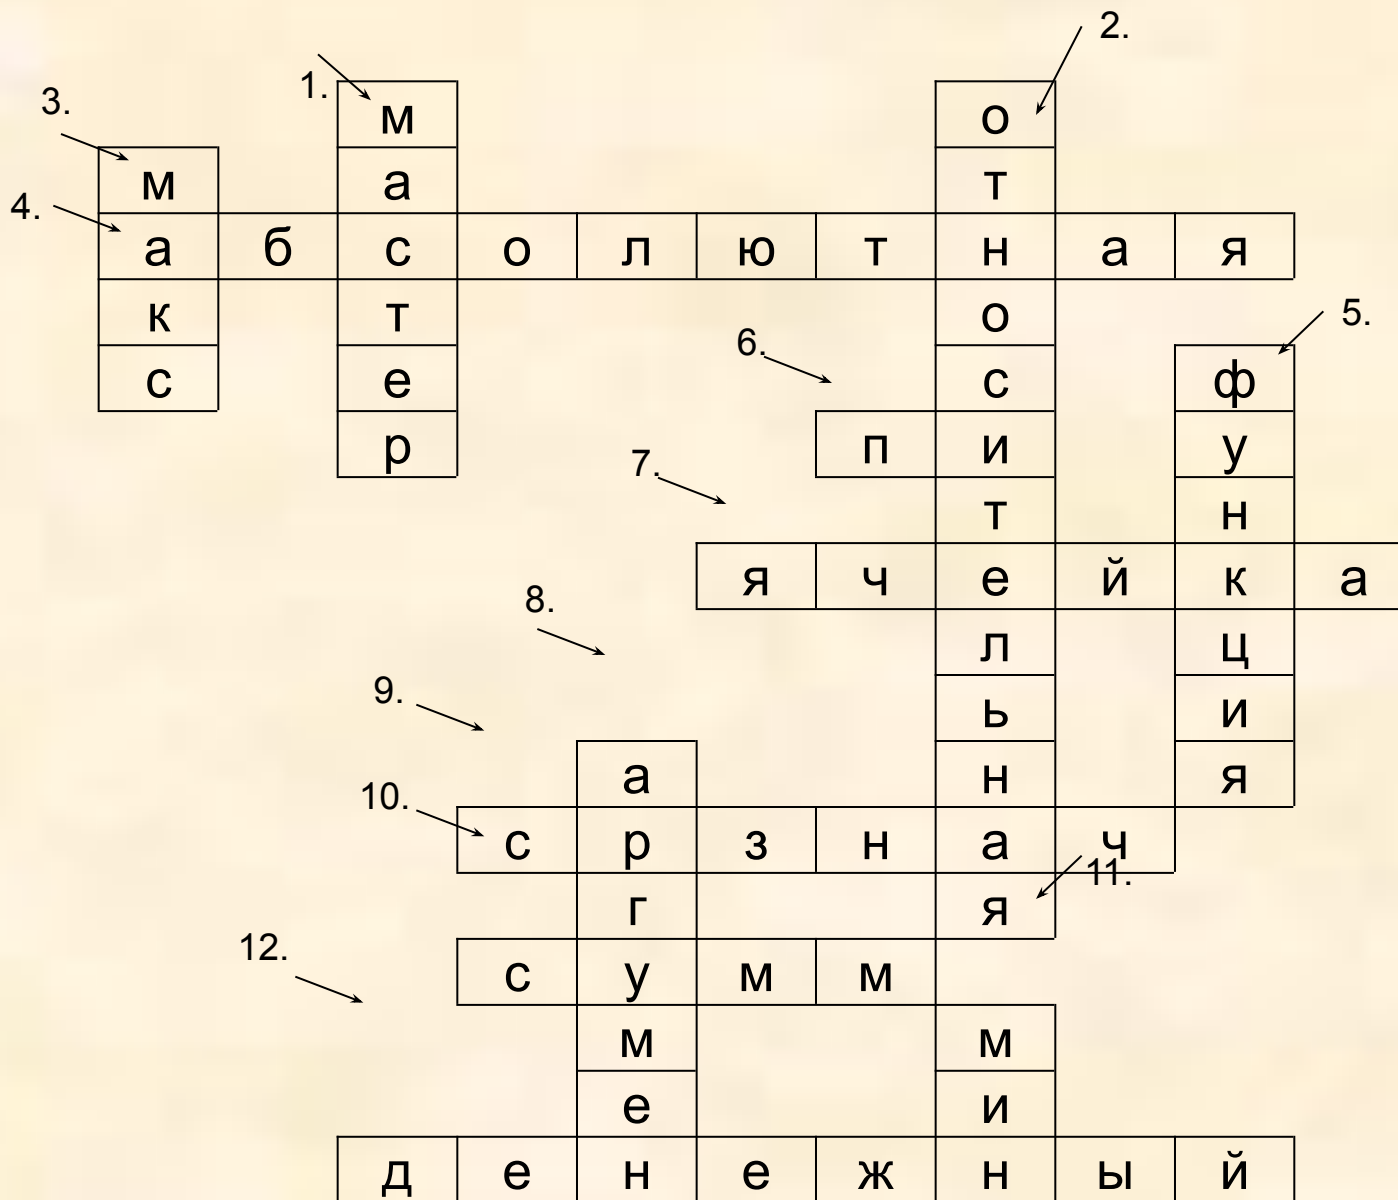 2.
1.
м о
3.
м а т
4.
а б с о л ю т н а я
к т о
5.
6.
с е с ф
р п и у
7.
т н
я ч е й к а
8.
л ц
9.
ь и
а н я
10.
с р з н а ч
11.
г я
12.
с у м м
м м
е и
д е н е ж н ы й